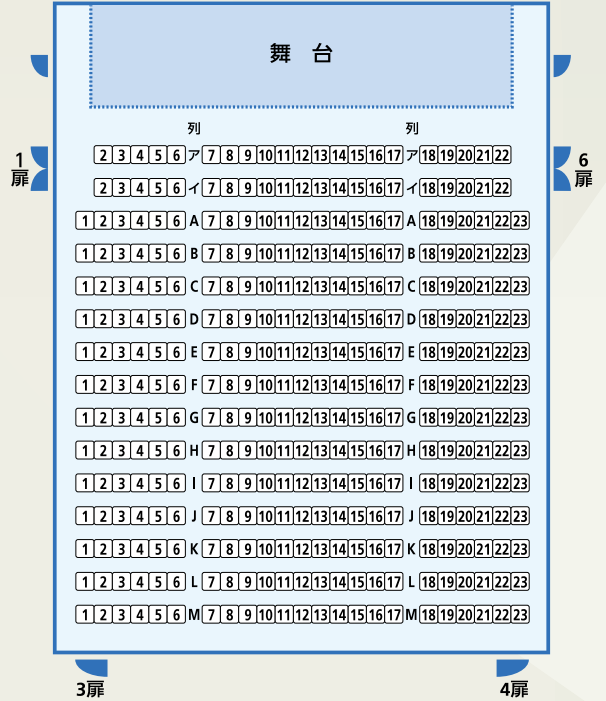 舞 台
列 列
2 3 4 5 6 ア 7 8 9 10 11 12 13 14 15 16 17 ア 18 19 20 21 22
1扉
6扉
2 3 4 5 6 イ 7 8 9 10 11 12 13 14 15 16 17 イ 18 19 20 21 22
1 2 3 4 5 6 A 7 8 9 10 11 12 13 14 15 16 17 A 18 19 20 21 22 23
1 2 3 4 5 6 B 7 8 9 10 11 12 13 14 15 16 17 B 18 19 20 21 22 23
1 2 3 4 5 6 C 7 8 9 10 11 12 13 14 15 16 17 C 18 19 20 21 22 23
1 2 3 4 5 6 D 7 8 9 10 11 12 13 14 15 16 17 D 18 19 20 21 22 23
1 2 3 4 5 6 E 7 8 9 10 11 12 13 14 15 16 17 E 18 19 20 21 22 23
1 2 3 4 5 6 F 7 8 9 10 11 12 13 14 15 16 17 F 18 19 20 21 22 23
1 2 3 4 5 6 G 7 8 9 10 11 12 13 14 15 16 17 G 18 19 20 21 22 23
1 2 3 4 5 6 H 7 8 9 10 11 12 13 14 15 16 17 H 18 19 20 21 22 23
1 2 3 4 5 6 I 7 8 9 10 11 12 13 14 15 16 17 I 18 19 20 21 22 23
1 2 3 4 5 6 J 7 8 9 10 11 12 13 14 15 16 17 J 18 19 20 21 22 23
1 2 3 4 5 6 K 7 8 9 10 11 12 13 14 15 16 17 K 18 19 20 21 22 23
1 2 3 4 5 6 L 7 8 9 10 11 12 13 14 15 16 17 L 18 19 20 21 22 23
1 2 3 4 5 6 M 7 8 9 10 11 12 13 14 15 16 17 M 18 19 20 21 22 23
3扉 4扉